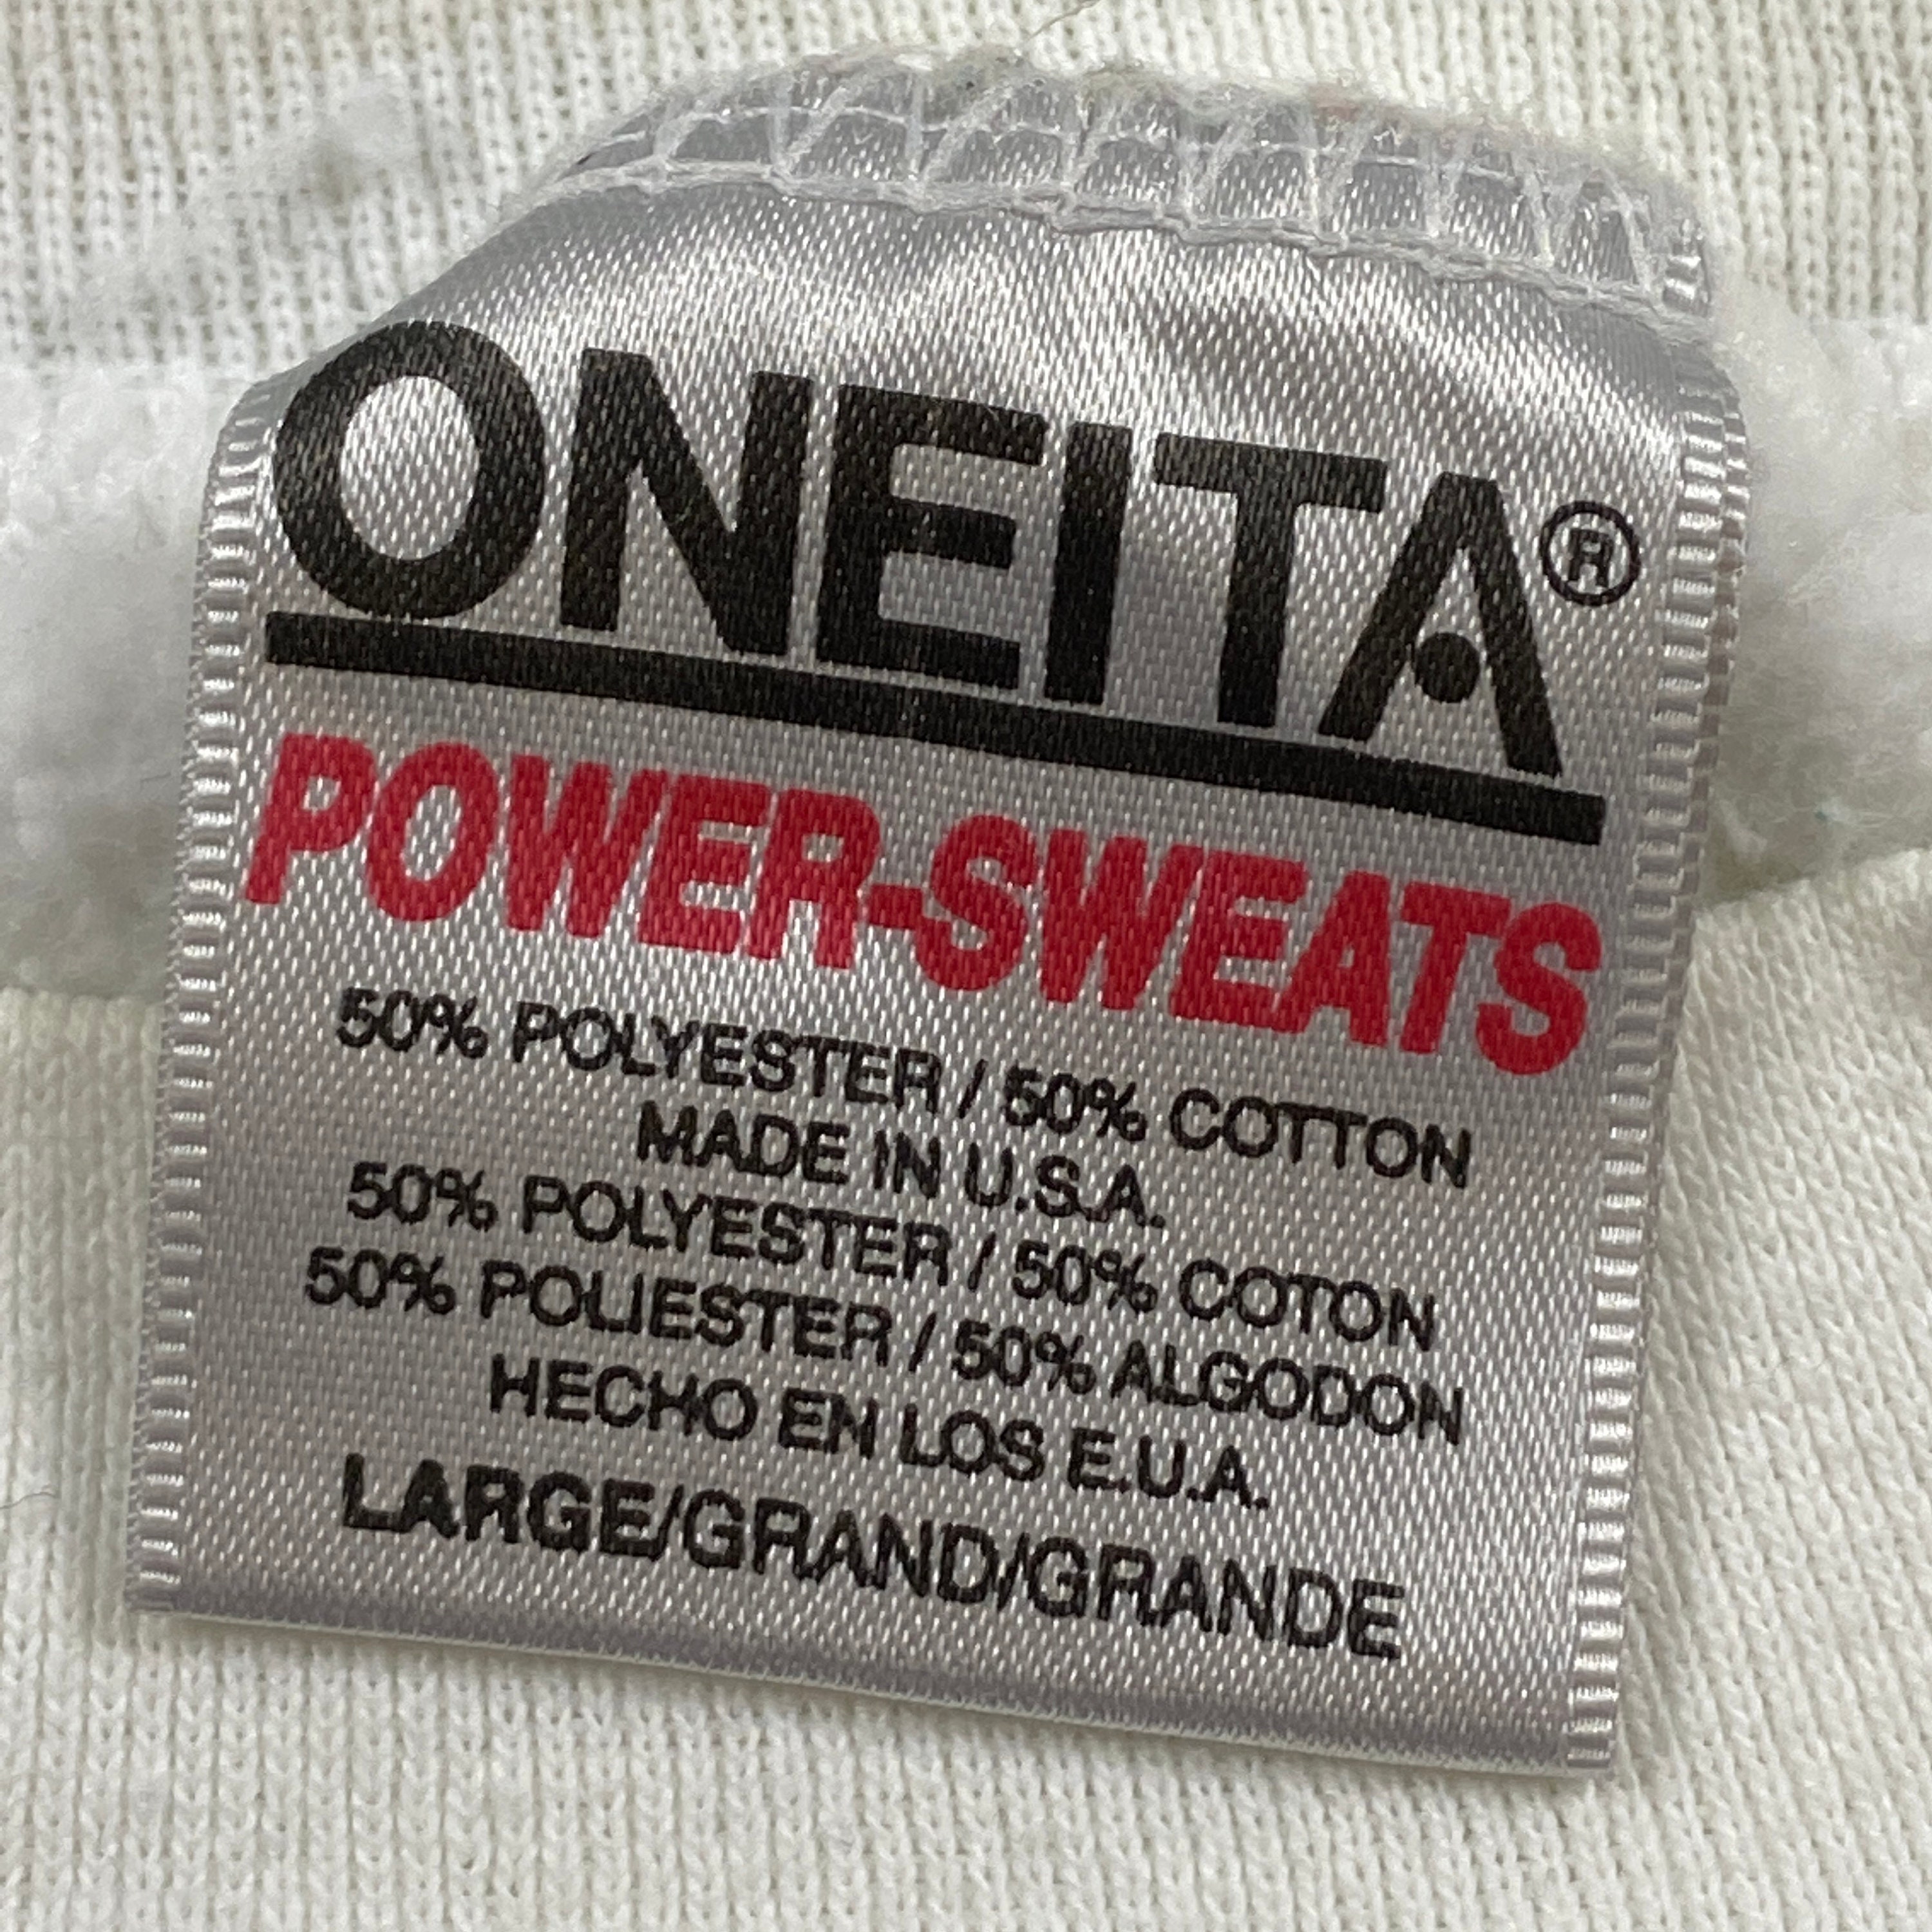 ONEITA®
POWER-SWEATS
50% POLYESTER / 50% COTTON
MADE IN U.S.A.
50% POLYESTER / 50% COTON
50% POLIESTER / 50% ALGODON
HECHO EN LOS E.U.A.
LARGE/GRAND/GRANDE